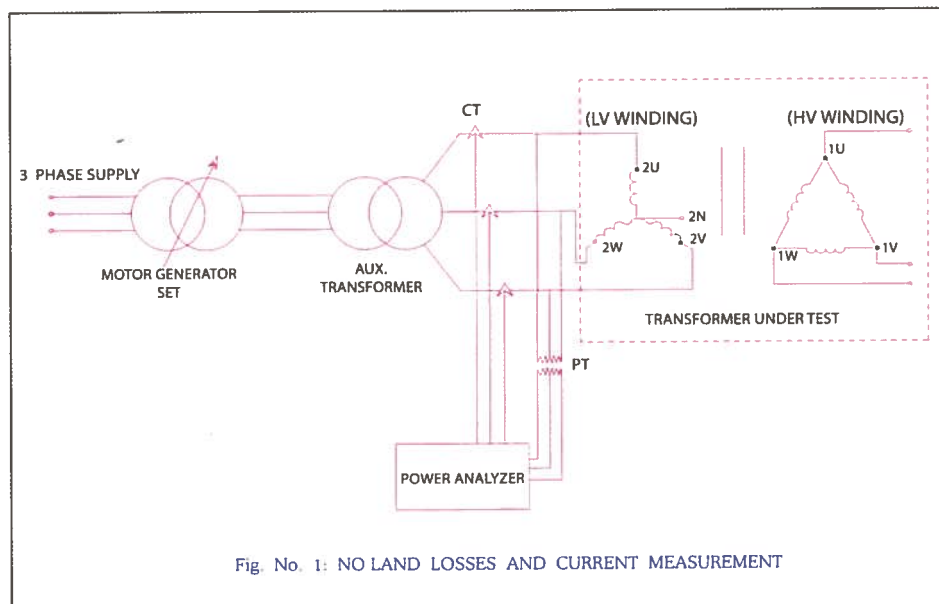 CT
(LV WINDING)
(HV WINDING)
1U
2U
3 PHASE SUPPLY
2N
2W
2V
1W
1V
MOTOR GENERATOR
SET
AUX.
TRANSFORMER
TRANSFORMER UNDER TEST
PT
POWER ANALYZER
Fig. No. 1: NO LAND LOSSES AND CURRENT MEASUREMENT